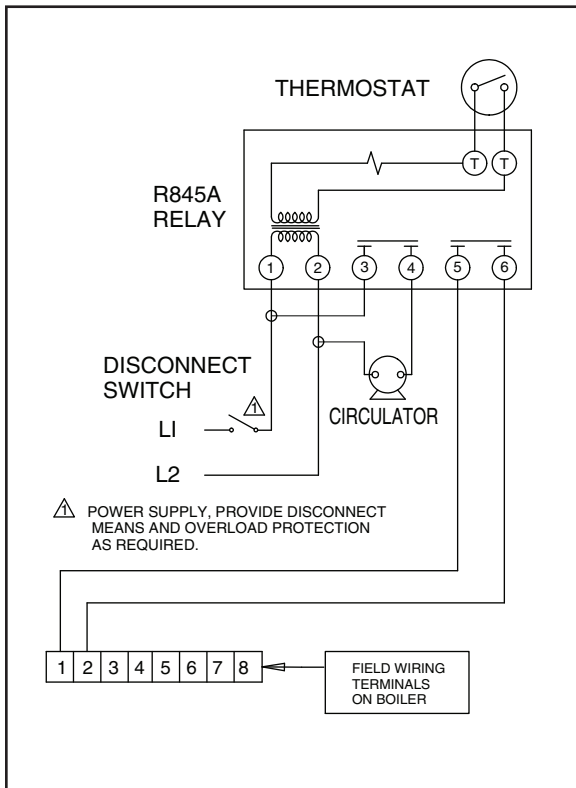 THERMOSTAT
T T
R845A
RELAY
1 2 3 4 5 6
DISCONNECT
SWITCH
1
CIRCULATOR
LI
L2
1 POWER SUPPLY, PROVIDE DISCONNECT
MEANS AND OVERLOAD PROTECTION
AS REQUIRED.
1 2 3 4 5 6 7 8
FIELD WIRING
TERMINALS
ON BOILER